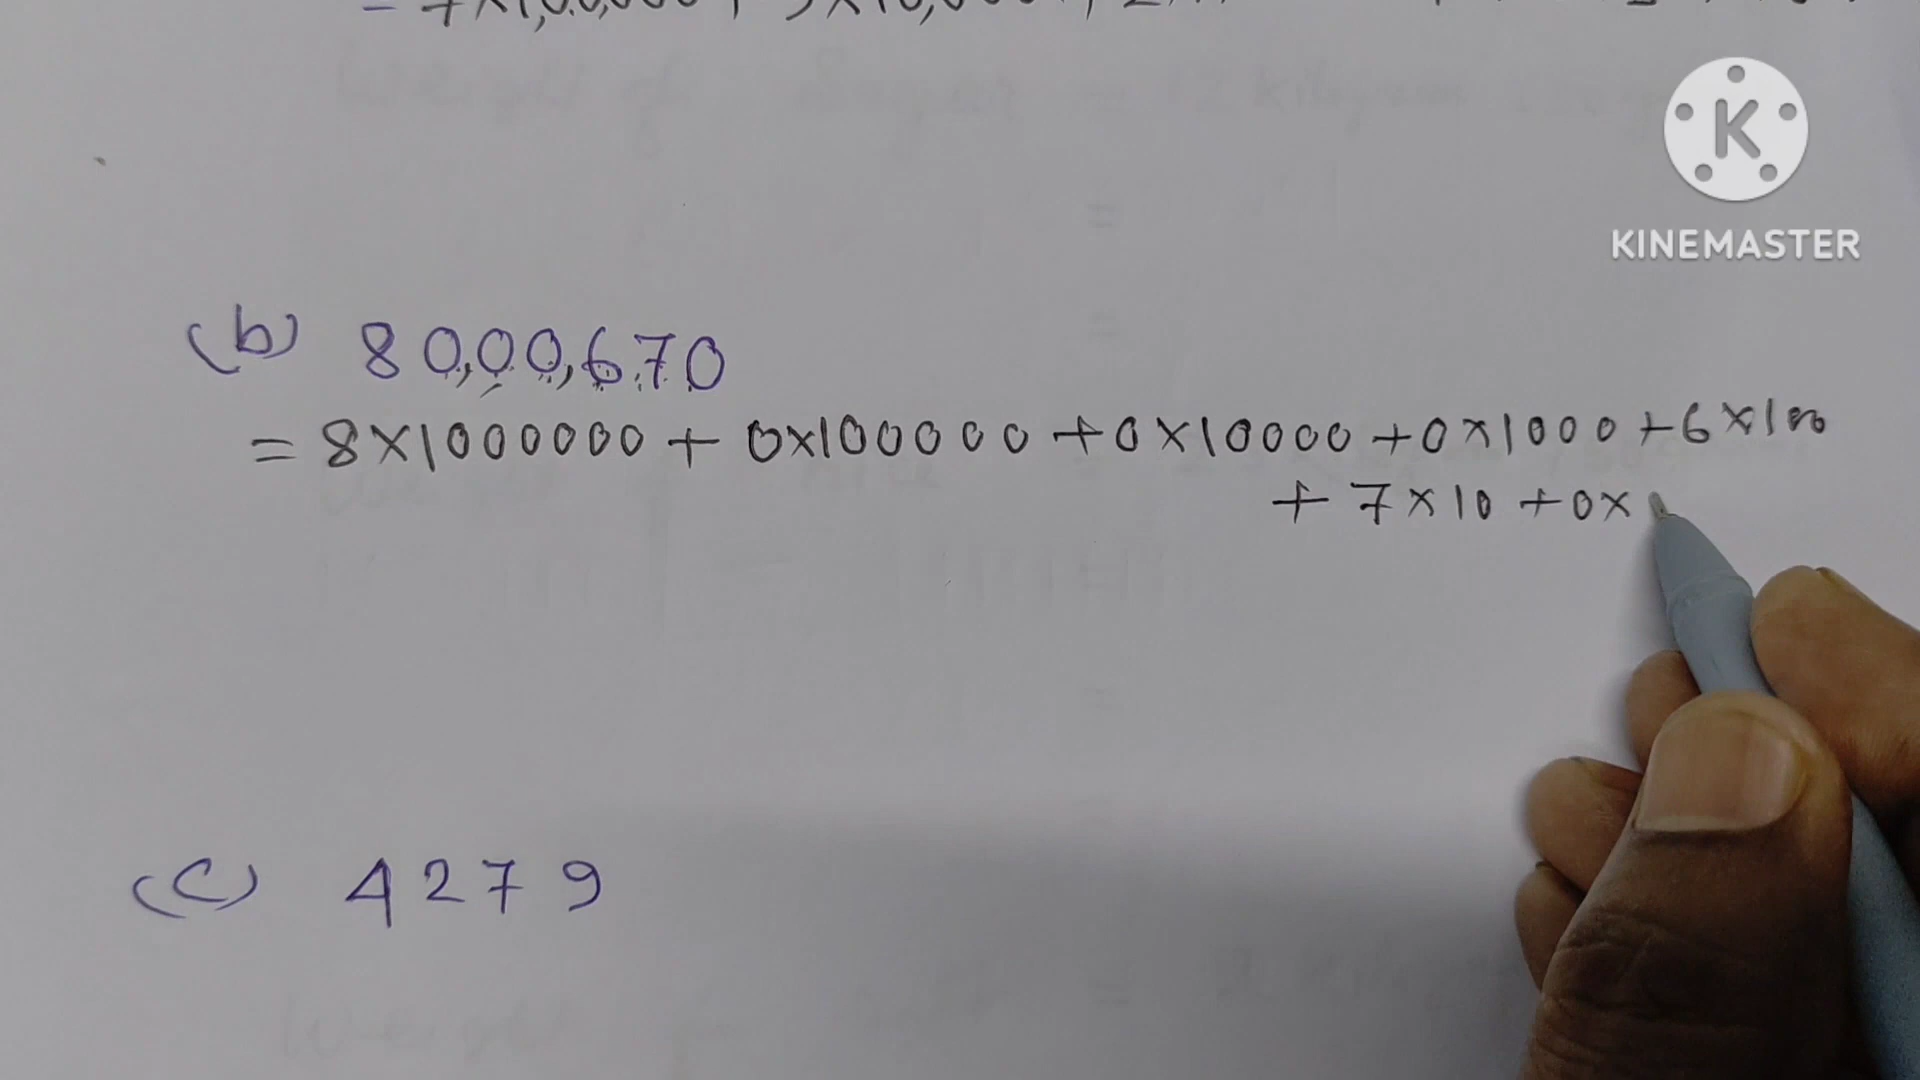 KINEMASTER
(b) 80,00,670
= 8×1000000 + 0×100000 + 0×10000 + 0×1000 + 6×100
+ 7×10 + 0×
(c) 4279